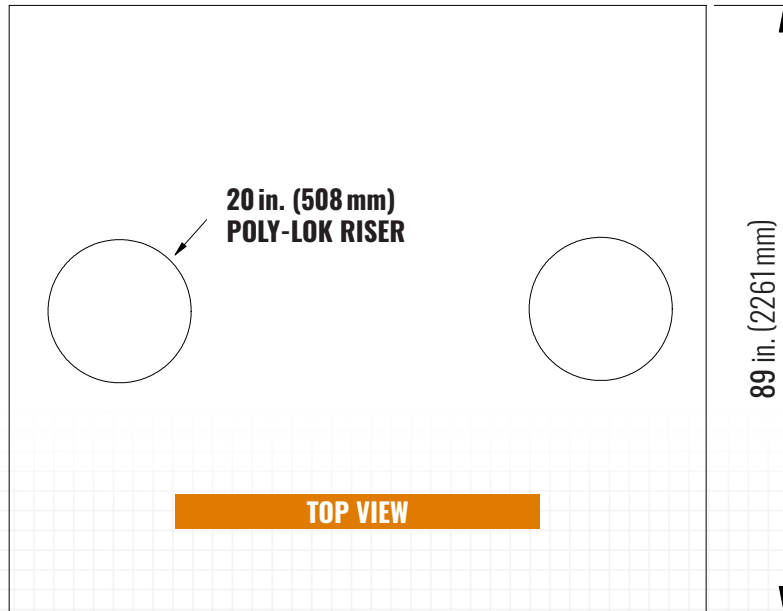 20 in. (508 mm)
POLY-LOK RISER
89 in. (2261 mm)
TOP VIEW